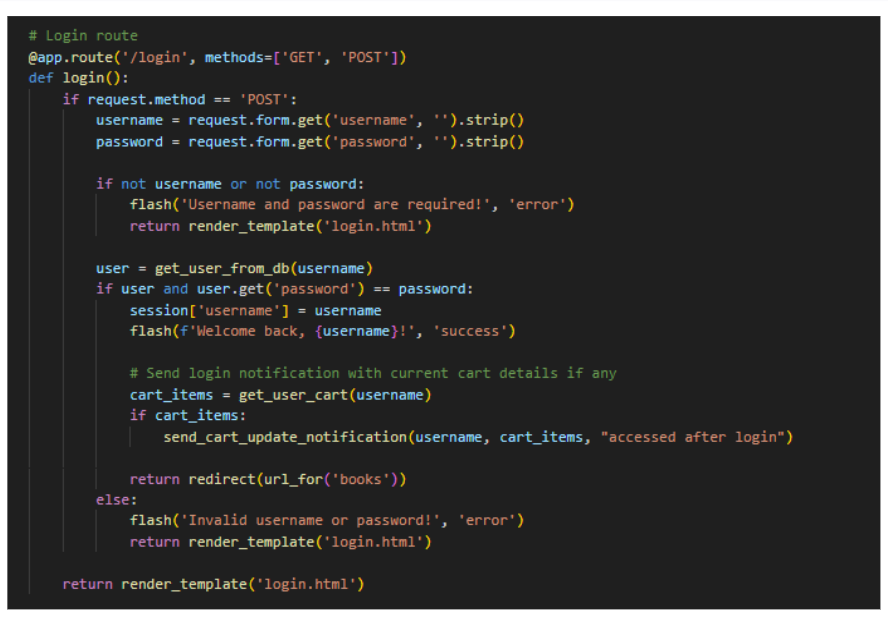 # Login route
@app.route('/login', methods=['GET', 'POST'])
def login():
    if request.method == 'POST':
        username = request.form.get('username', '').strip()
        password = request.form.get('password', '').strip()

        if not username or not password:
            flash('Username and password are required!', 'error')
            return render_template('login.html')

        user = get_user_from_db(username)
        if user and user.get('password') == password:
            session['username'] = username
            flash(f'Welcome back, {username}!', 'success')

            # Send login notification with current cart details if any
            cart_items = get_user_cart(username)
            if cart_items:
                send_cart_update_notification(username, cart_items, "accessed after login")

            return redirect(url_for('books'))
        else:
            flash('Invalid username or password!', 'error')
            return render_template('login.html')

    return render_template('login.html')